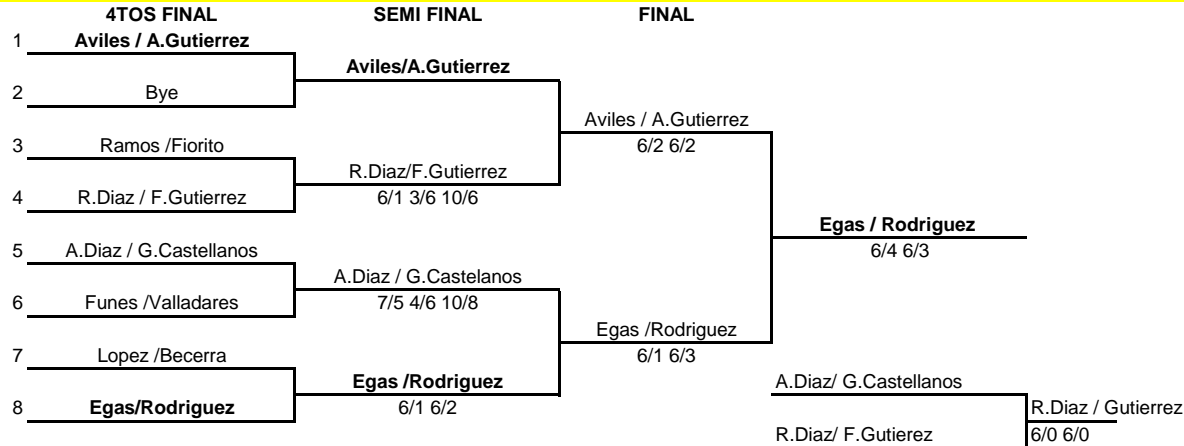 4TOS FINAL SEMI FINAL FINAL
1 Aviles / A.Gutierrez
Aviles/A.Gutierrez
2 Bye
Aviles / A.Gutierrez
3 Ramos /Fiorito
6/2 6/2
R.Diaz/F.Gutierrez
4 R.Diaz / F.Gutierrez
6/1 3/6 10/6
Egas / Rodriguez
5 A.Diaz / G.Castellanos
6/4 6/3
A.Diaz / G.Castelanos
6 Funes /Valladares
7/5 4/6 10/8
Egas /Rodriguez
7 Lopez /Becerra
6/1 6/3
Egas /Rodriguez
A.Diaz/ G.Castellanos
8 Egas/Rodriguez
6/1 6/2
R.Diaz / Gutierrez
R.Diaz/ F.Gutierez
6/0 6/0